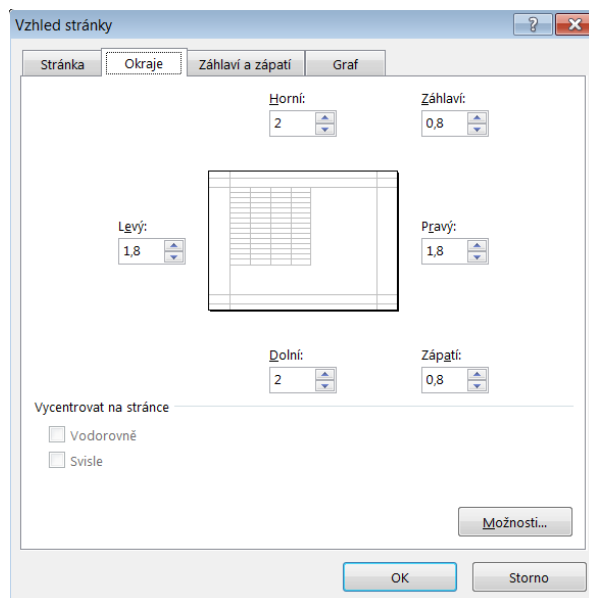 Vzhled stránky
Stránka Okraje Záhlaví a zápatí Graf
Horní: Záhlaví:
2 0,8
Levý: Pravý:
1,8 1,8
Dolní: Zápatí:
2 0,8
Vycentrovat na stránce
Vodorovně
Svisle
Možnosti...
OK Storno